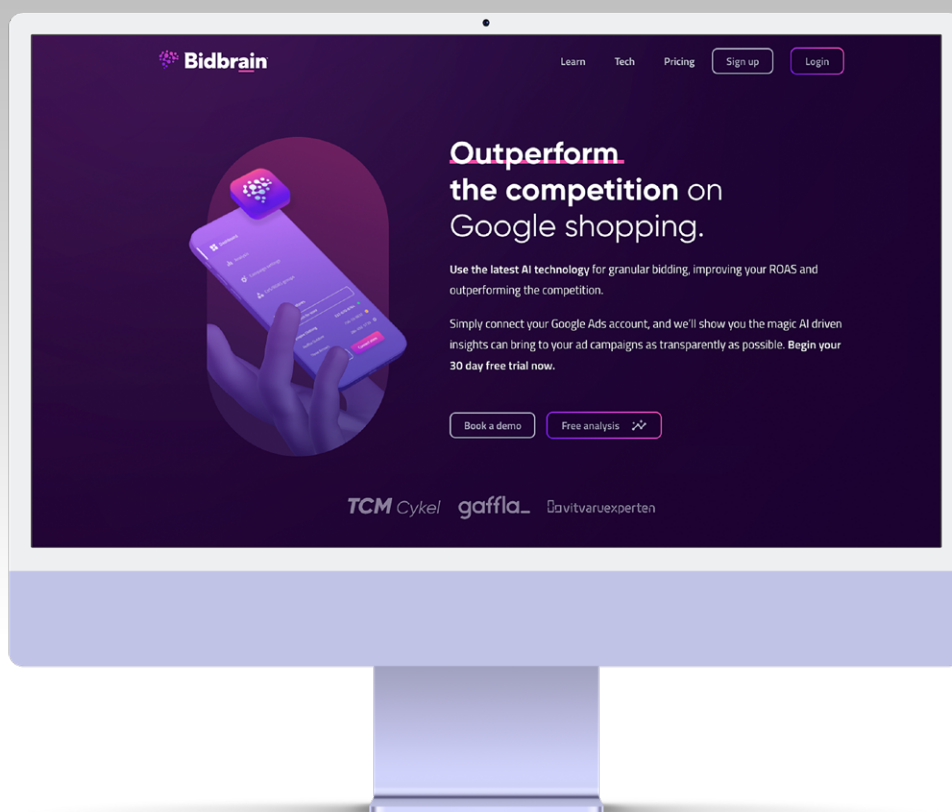 Bidbrain
Learn Tech Pricing Sign up Login
Outperform
the competition on
Google shopping.
Use the latest AI technology for granular bidding, improving your ROAS and
outperforming the competition.
Simply connect your Google Ads account, and we'll show you the magic AI driven
insights can bring to your ad campaigns as transparently as possible. Begin your
30 day free trial now.
Book a demo Free analysis
Dashboard
Campaign settings
TCM Cykel gaffla_ vitvaruexperten